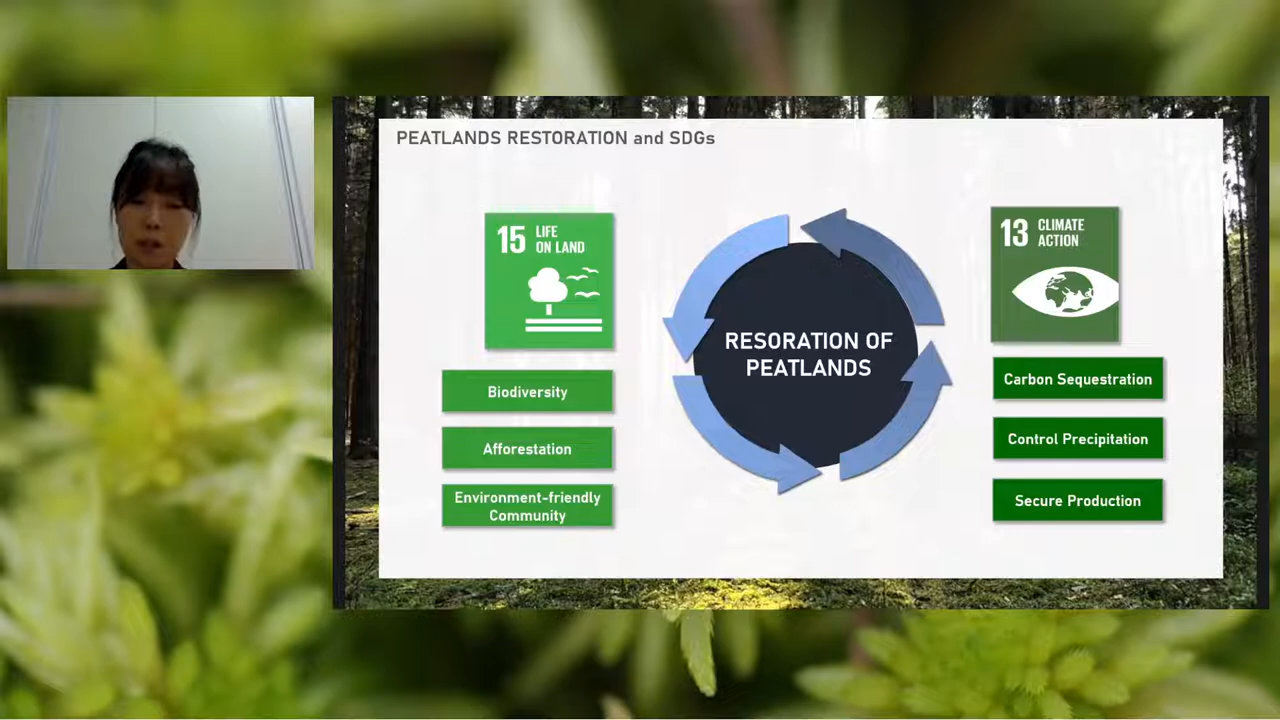 PEATLANDS RESTORATION and SDGs
15 LIFE
ON LAND
Biodiversity
Afforestation
Environment-friendly
Community
RESORATION OF
PEATLANDS
13 CLIMATE
ACTION
Carbon Sequestration
Control Precipitation
Secure Production